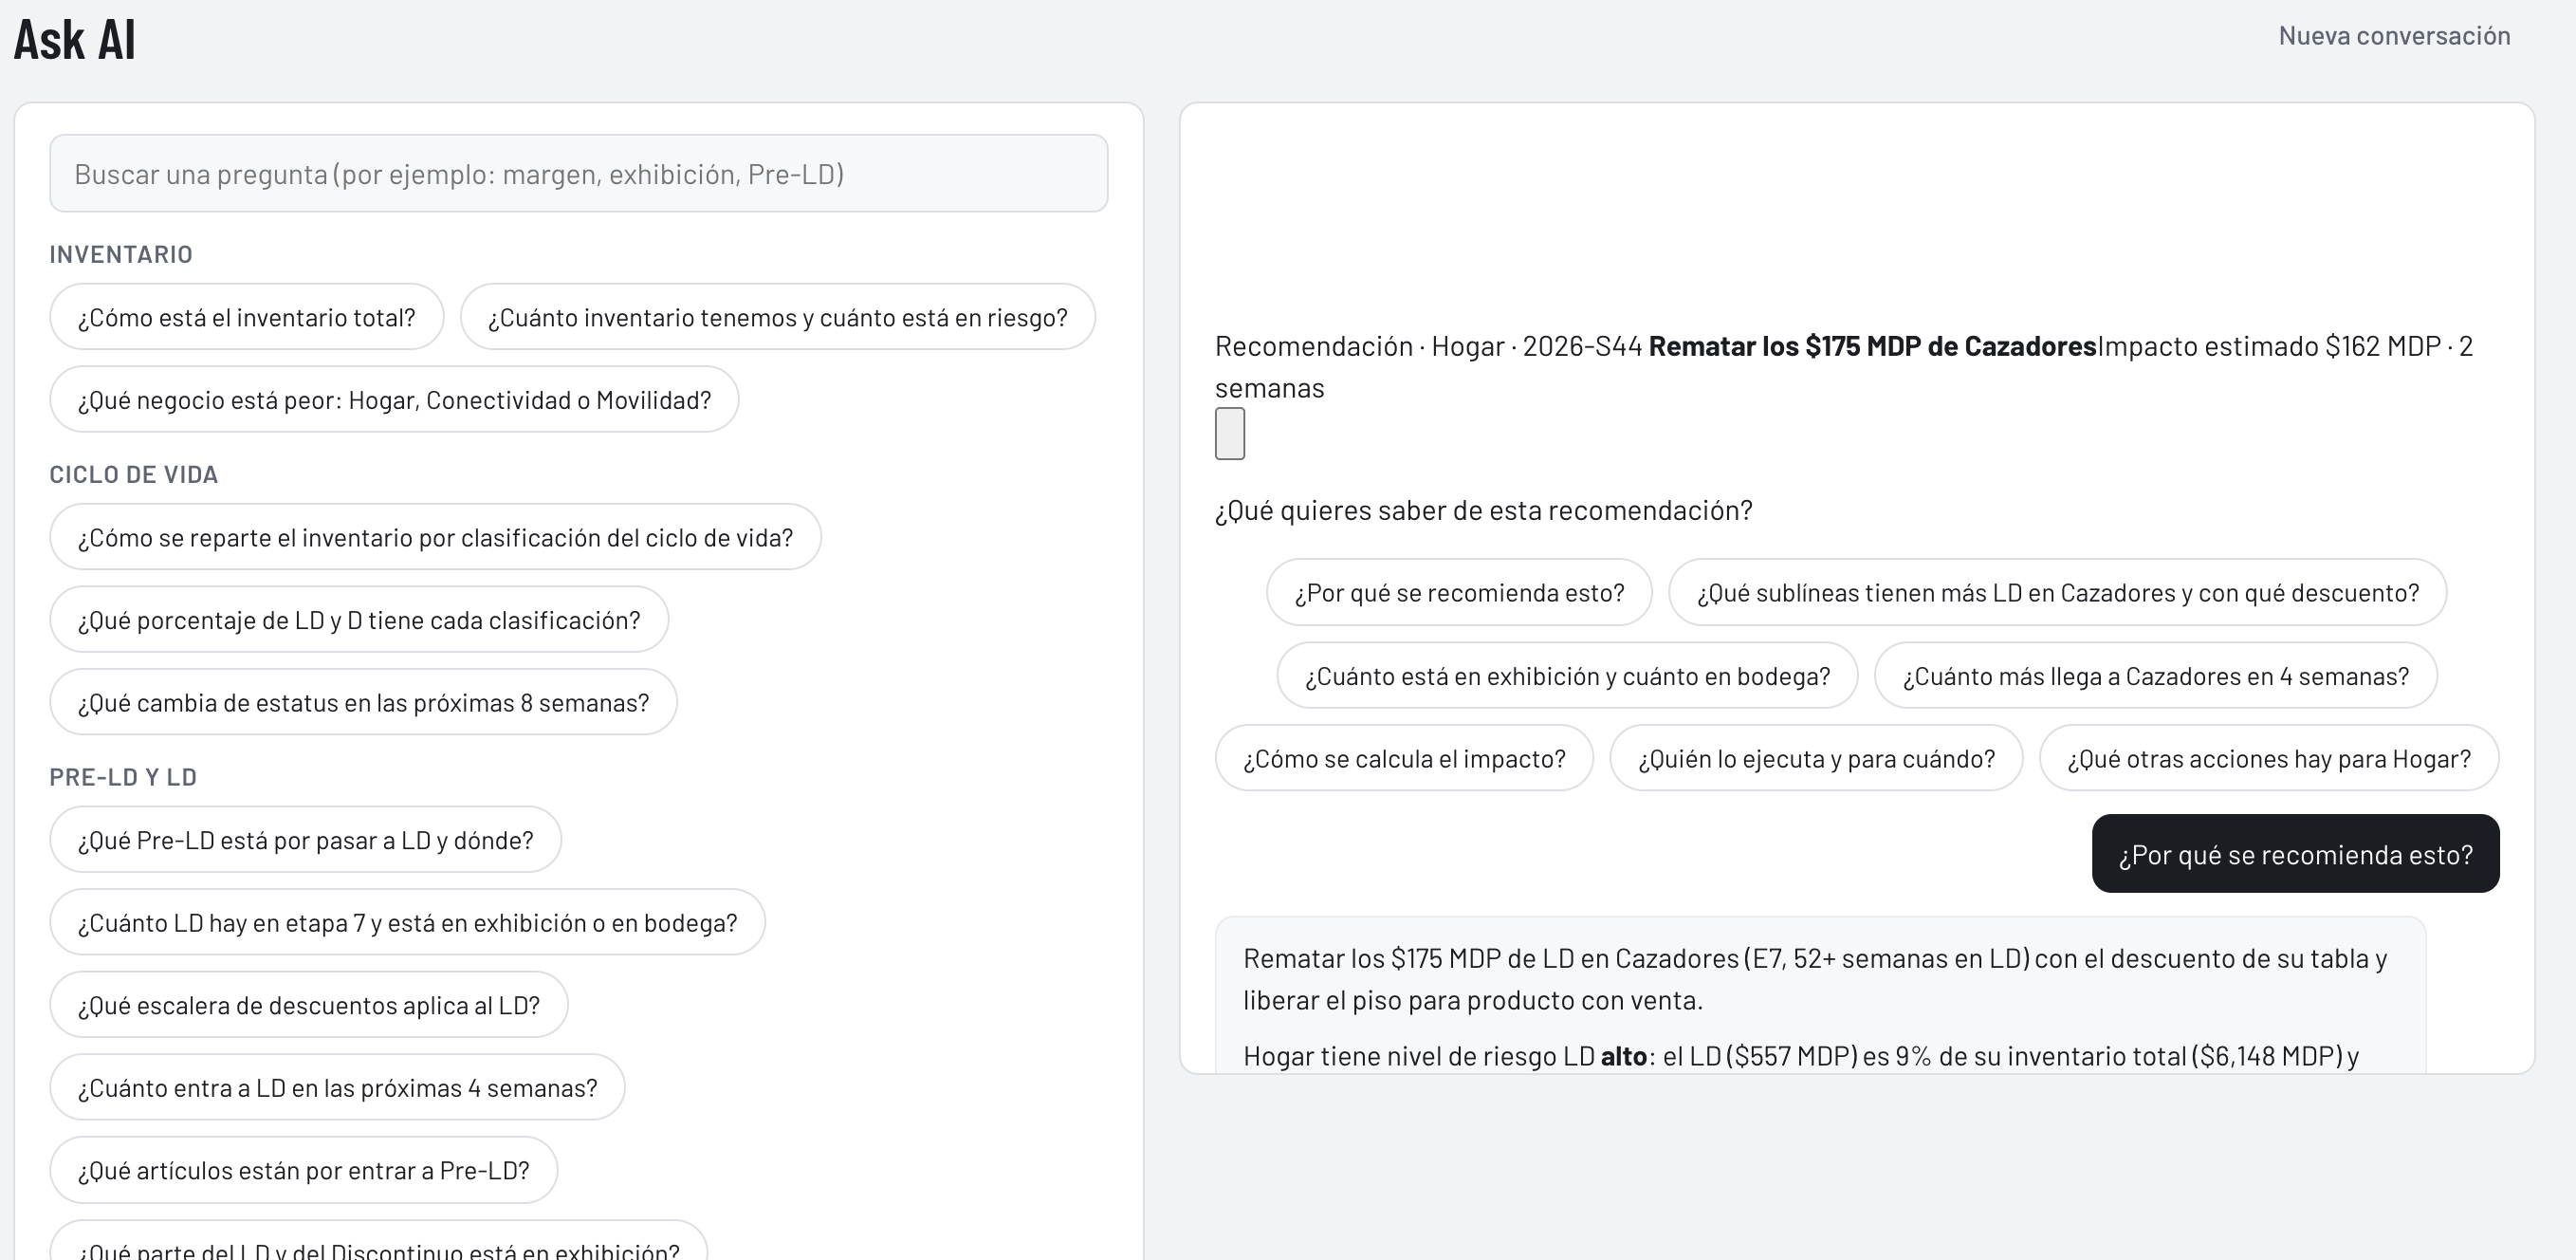 Ask AI
Nueva conversación
Buscar una pregunta (por ejemplo: margen, exhibición, Pre-LD)
INVENTARIO
¿Cómo está el inventario total?
¿Cuánto inventario tenemos y cuánto está en riesgo?
¿Qué negocio está peor: Hogar, Conectividad o Movilidad?
CICLO DE VIDA
¿Cómo se reparte el inventario por clasificación del ciclo de vida?
¿Qué porcentaje de LD y D tiene cada clasificación?
¿Qué cambia de estatus en las próximas 8 semanas?
PRE-LD Y LD
¿Qué Pre-LD está por pasar a LD y dónde?
¿Cuánto LD hay en etapa 7 y está en exhibición o en bodega?
¿Qué escalera de descuentos aplica al LD?
¿Cuánto entra a LD en las próximas 4 semanas?
¿Qué artículos están por entrar a Pre-LD?
¿Qué parte del LD y del Discontinuo está en exhibición?
Recomendación · Hogar · 2026-S44 Rematar los $175 MDP de CazadoresImpacto estimado $162 MDP · 2
semanas
¿Qué quieres saber de esta recomendación?
¿Por qué se recomienda esto?
¿Qué sublíneas tienen más LD en Cazadores y con qué descuento?
¿Cuánto está en exhibición y cuánto en bodega?
¿Cuánto más llega a Cazadores en 4 semanas?
¿Cómo se calcula el impacto?
¿Quién lo ejecuta y para cuándo?
¿Qué otras acciones hay para Hogar?
¿Por qué se recomienda esto?
Rematar los $175 MDP de LD en Cazadores (E7, 52+ semanas en LD) con el descuento de su tabla y
liberar el piso para producto con venta.
Hogar tiene nivel de riesgo LD alto: el LD ($557 MDP) es 9% de su inventario total ($6,148 MDP) y